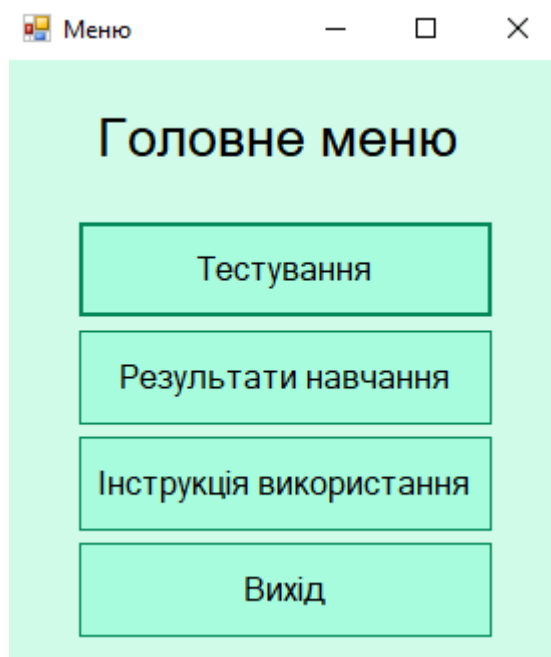 Меню
Головне меню
Тестування
Результати навчання
Інструкція використання
Вихід